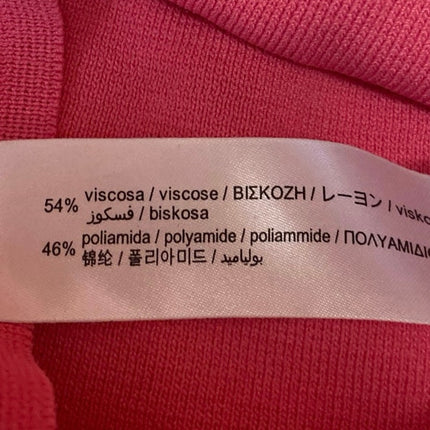 54% viscosa / viscose / ΒΙΣΚΟΖΗ / レーヨン / visko
فسكوز / biskosa
46% poliamida / polyamide / poliammide / ΠΟΛΥΑΜΙΔΙ
锦纶 / 폴리아미드 / بولياميد